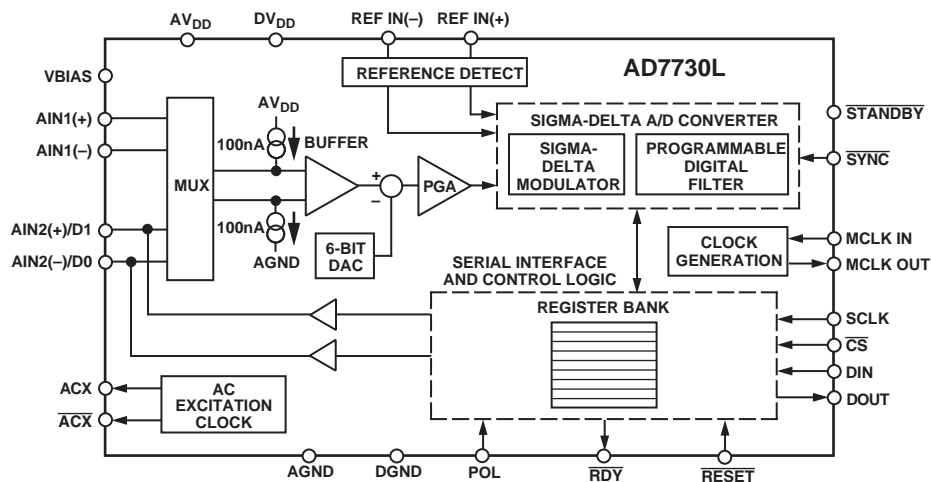 AVDD
DVDD
REF IN(–)
REF IN(+)
VBIAS
REFERENCE DETECT
AD7730L
AIN1(+)
AIN1(–)
AVDD
100nA
BUFFER
MUX
SIGMA-DELTA A/D CONVERTER
SIGMA-
DELTA
MODULATOR
PROGRAMMABLE
DIGITAL
FILTER
STANDBY
SYNC
+
–
PGA
100nA
AGND
6-BIT
DAC
AIN2(+)/D1
AIN2(–)/D0
SERIAL INTERFACE
AND CONTROL LOGIC
CLOCK
GENERATION
MCLK IN
MCLK OUT
REGISTER BANK
SCLK
CS
DIN
DOUT
ACX
ACX
AC
EXCITATION
CLOCK
AGND
DGND
POL
RDY
RESET